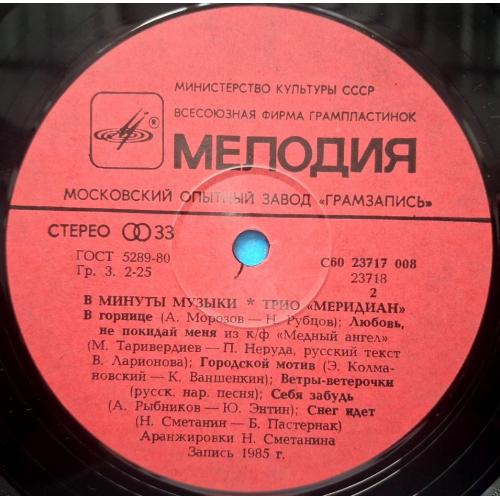 МИНИСТЕРСТВО КУЛЬТУРЫ СССР
ВСЕСОЮЗНАЯ ФИРМА ГРАМПЛАСТИНОК
®
МЕЛОДИЯ
МОСКОВСКИЙ ОПЫТНЫЙ ЗАВОД «ГРАМЗАПИСЬ»
СТЕРЕО 33
ГОСТ 5289-80
Гр. 3. 2-25
С60 23717 008
23718
2
В МИНУТЫ МУЗЫКИ * ТРИО «МЕРИДИАН»
В горнице (А. Морозов — Н. Рубцов); Любовь,
не покидай меня из к/ф «Медный ангел»
(М. Таривердиев — П. Неруда, русский текст
В. Ларионова); Городской мотив (Э. Колма-
новский — К. Ваншенкин); Ветры-ветерочки
(русск. нар. песня); Себя забудь
(А. Рыбников — Ю. Энтин); Снег идет
(Н. Сметанин — Б. Пастернак)
Аранжировки Н. Сметанина
Запись 1985 г.